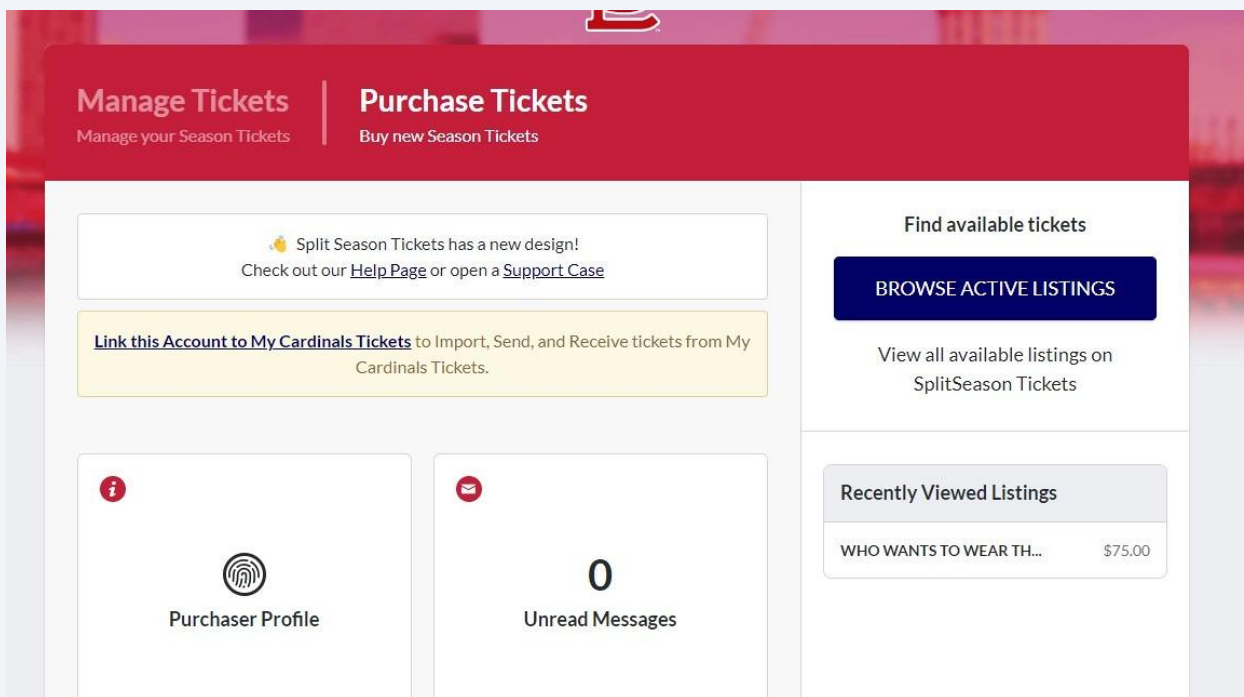 Manage Tickets
Manage your Season Tickets
Purchase Tickets
Buy new Season Tickets
👋 Split Season Tickets has a new design!
Check out our Help Page or open a Support Case
Link this Account to My Cardinals Tickets to Import, Send, and Receive tickets from My
Cardinals Tickets.
Purchaser Profile
0
Unread Messages
Find available tickets
BROWSE ACTIVE LISTINGS
View all available listings on
SplitSeason Tickets
Recently Viewed Listings
WHO WANTS TO WEAR TH... $75.00